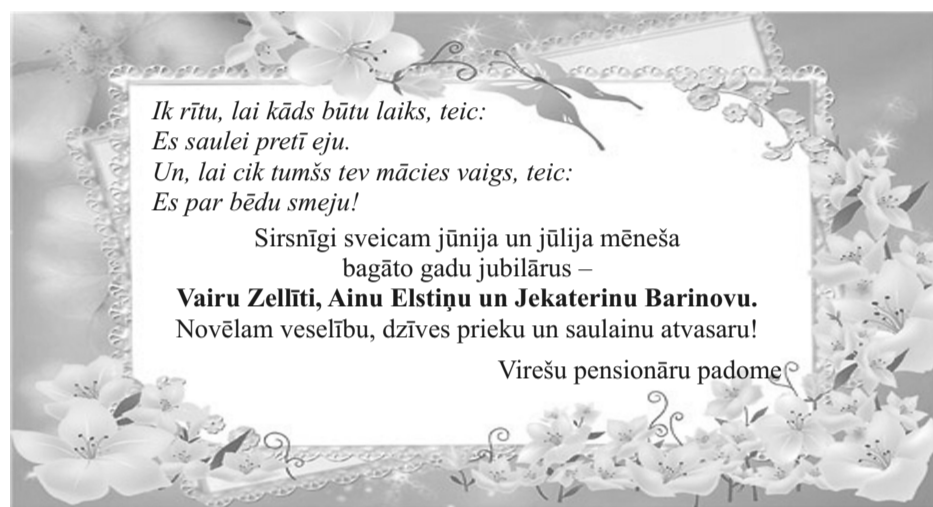 Ik rītu, lai kāds būtu laiks, teic:
Es saulei pretī eju.
Un, lai cik tumšs tev mācies vaigs, teic:
Es par bēdu smeju!
Sirsnīgi sveicam jūnija un jūlija mēneša
bagāto gadu jubilārus –
Vairu Zellīti, Ainu Elstiņu un Jekaterinu Barinovu.
Novēlam veselību, dzīves prieku un saulainu atvasaru!
Virešu pensionāru padome